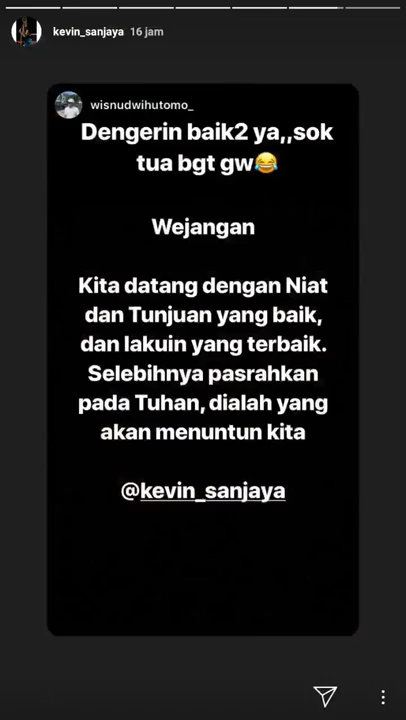 kevin_sanjaya 16 jam
wisnudwihutomo_
Dengerin baik2 ya,,sok
tua bgt gw😂
Wejangan
Kita datang dengan Niat
dan Tunjuan yang baik,
dan lakuin yang terbaik.
Selebihnya pasrahkan
pada Tuhan, dialah yang
akan menuntun kita
@kevin_sanjaya